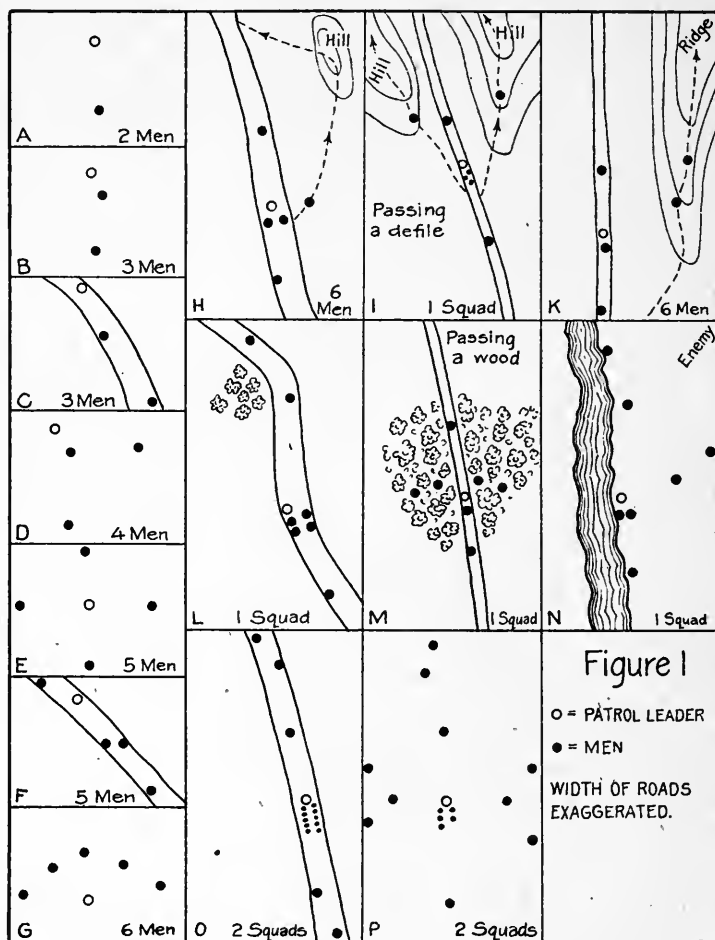 A
2 Men
B
3 Men
C
3 Men
D
4 Men
E
5 Men
F
5 Men
G
6 Men
Hill
H
6
Men
Hill
Hill
Passing
a defile
I
1 Squad
Ridge
K
6 Men
L
1 Squad
Passing
a wood
M
1 Squad
Enemy
N
1 Squad
O
2 Squads
P
2 Squads
Figure 1
O = PATROL LEADER
● = MEN
WIDTH OF ROADS
EXAGGERATED.